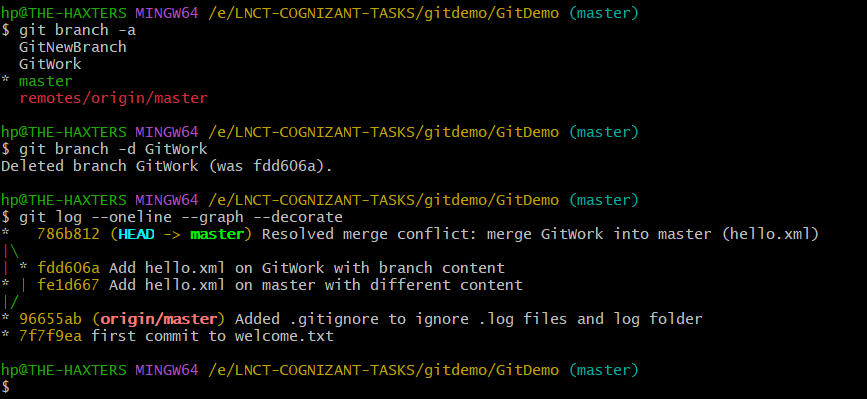 hp@THE-HAXTERS MINGW64 /e/LNCT-COGNIZANT-TASKS/gitdemo/GitDemo (master)
$ git branch -a
  GitNewBranch
  GitWork
* master
  remotes/origin/master

hp@THE-HAXTERS MINGW64 /e/LNCT-COGNIZANT-TASKS/gitdemo/GitDemo (master)
$ git branch -d GitWork
Deleted branch GitWork (was fdd606a).

hp@THE-HAXTERS MINGW64 /e/LNCT-COGNIZANT-TASKS/gitdemo/GitDemo (master)
$ git log --oneline --graph --decorate
*   786b812 (HEAD -> master) Resolved merge conflict: merge GitWork into master (hello.xml)
|\
| * fdd606a Add hello.xml on GitWork with branch content
* | fe1d667 Add hello.xml on master with different content
|/
* 96655ab (origin/master) Added .gitignore to ignore .log files and log folder
* 7f7f9ea first commit to welcome.txt

hp@THE-HAXTERS MINGW64 /e/LNCT-COGNIZANT-TASKS/gitdemo/GitDemo (master)
$